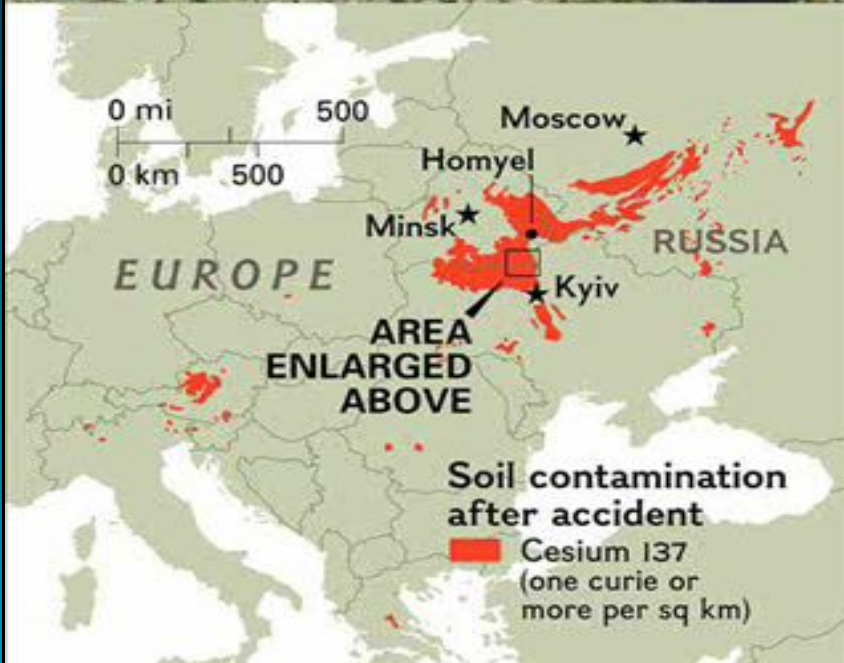 0 mi 500
0 km 500
Moscow
Homyel
Minsk
RUSSIA
EUROPE
Kyiv
AREA
ENLARGED
ABOVE
Soil contamination
after accident
Cesium 137
(one curie or
more per sq km)